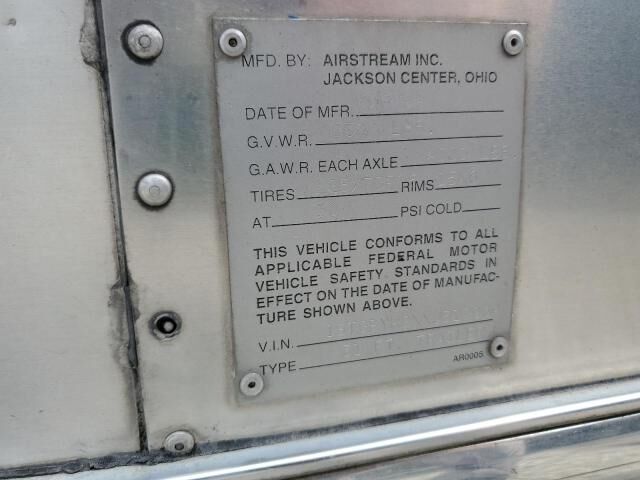 MFD. BY: AIRSTREAM INC.
JACKSON CENTER, OHIO
DATE OF MFR.
G.V.W.R.
G.A.W.R. EACH AXLE
TIRES RIMS
AT PSI COLD
THIS VEHICLE CONFORMS TO ALL
APPLICABLE FEDERAL MOTOR
VEHICLE SAFETY STANDARDS IN
EFFECT ON THE DATE OF MANUFAC-
TURE SHOWN ABOVE.
V.I.N.
TYPE
AR0005